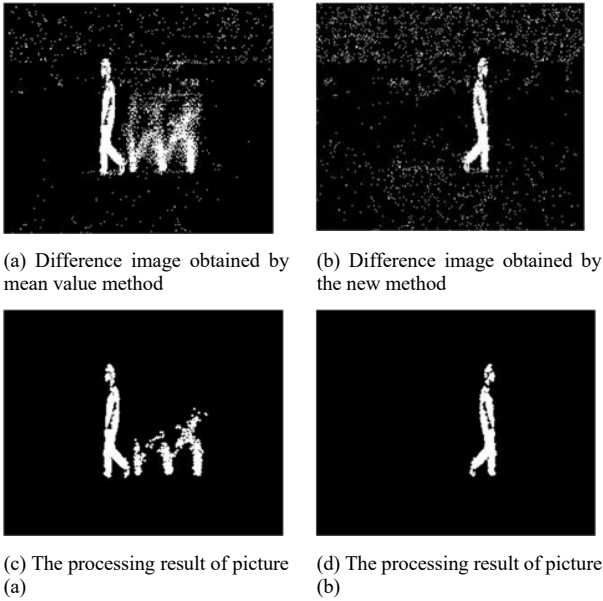 (a) Difference image obtained by
mean value method
(b) Difference image obtained by
the new method
(c) The processing result of picture
(a)
(d) The processing result of picture
(b)